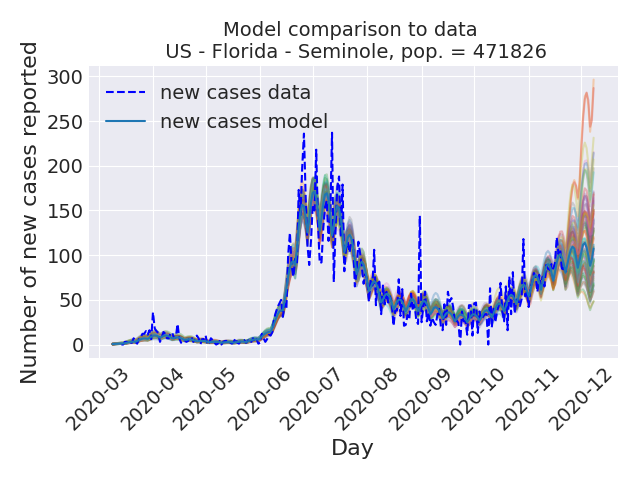 Model comparison to data
US - Florida - Seminole, pop. = 471826
Number of new cases reported
300
250
200
150
100
50
0
new cases data
new cases model
2020-03
2020-04
2020-05
2020-06
2020-07
2020-08
2020-09
2020-10
2020-11
2020-12
Day